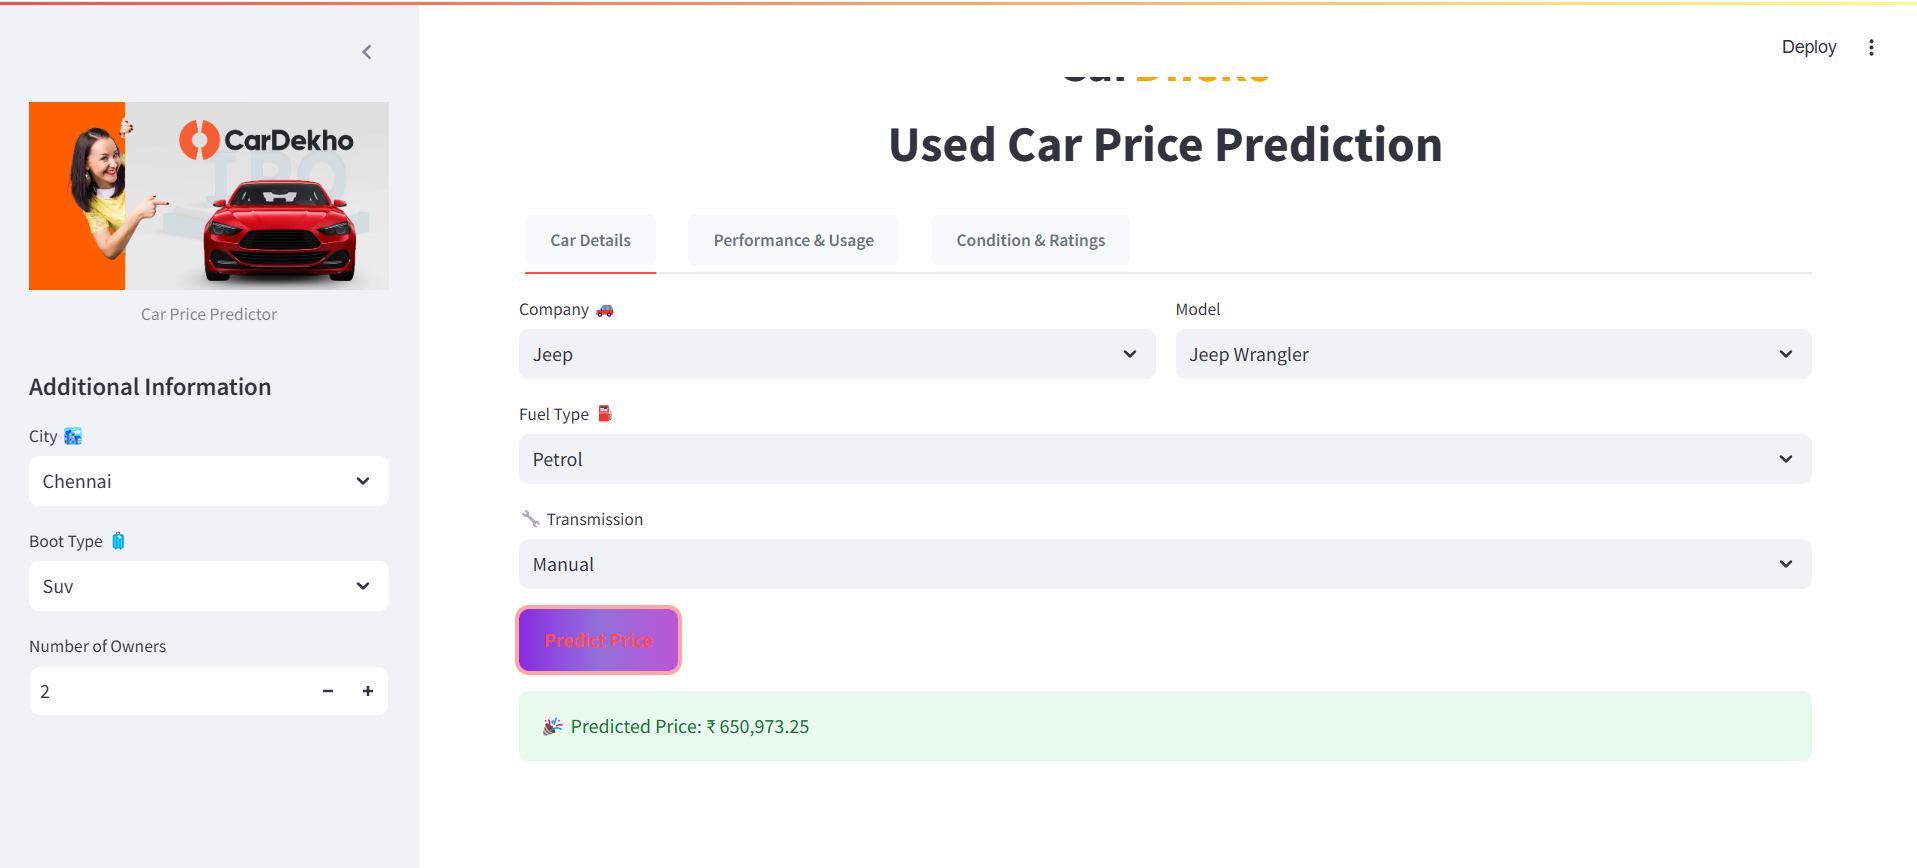 Deploy
CarDekho
IPO
Car Price Predictor
Additional Information
City
Chennai
Boot Type
Suv
Number of Owners
2
Used Car Price Prediction
Car Details
Performance & Usage
Condition & Ratings
Company
Model
Jeep
Jeep Wrangler
Fuel Type
Petrol
Transmission
Manual
Predict Price
Predicted Price: ₹ 650,973.25